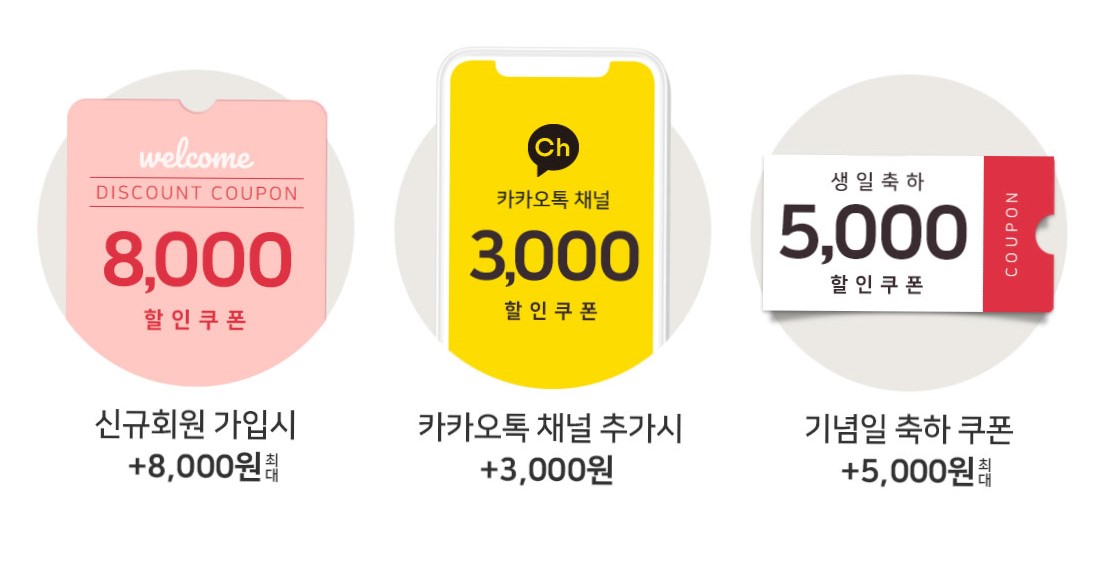 welcome
DISCOUNT COUPON
8,000
할인쿠폰
신규회원 가입시
+8,000원 최대
Ch
카카오톡 채널
3,000
할인쿠폰
카카오톡 채널 추가시
+3,000원
생일축하
5,000
할인쿠폰
COUPON
기념일 축하 쿠폰
+5,000원 최대